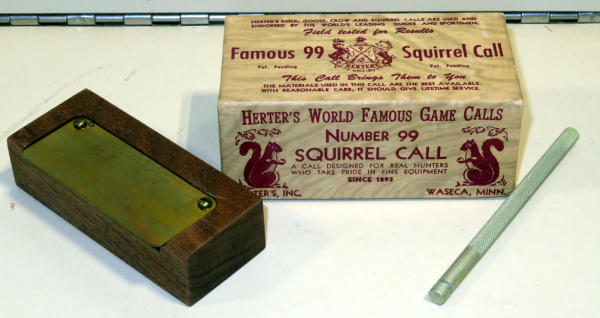 HERTER'S DUCK, GOOSE, CROW AND SQUIRREL CALLS ARE USED AND
ENDORSED BY THE WORLD'S LEADING GUIDES AND SPORTSMEN.
Field tested for Results
Famous 99 Squirrel Call
Pat. Pending Pat. Pending
HERTER'S
SINCE 1893
This Call Brings Them to You
THE MATERIALS USED IN THIS CALL ARE THE BEST AVAILABLE.
WITH REASONABLE CARE, IT SHOULD GIVE LIFETIME SERVICE.
HERTER'S WORLD FAMOUS GAME CALLS
NUMBER 99
SQUIRREL CALL
A CALL DESIGNED FOR REAL HUNTERS
WHO TAKE PRIDE IN FINE EQUIPMENT
SINCE 1893
TER'S, INC. WASECA, MINN.